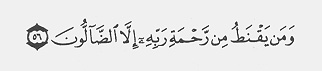 وَمَن يَقْنَطُ مِن رَّحْمَةِ رَبِّهِۦٓ إِلَّا ٱلضَّآلُّونَ ۝٥٦